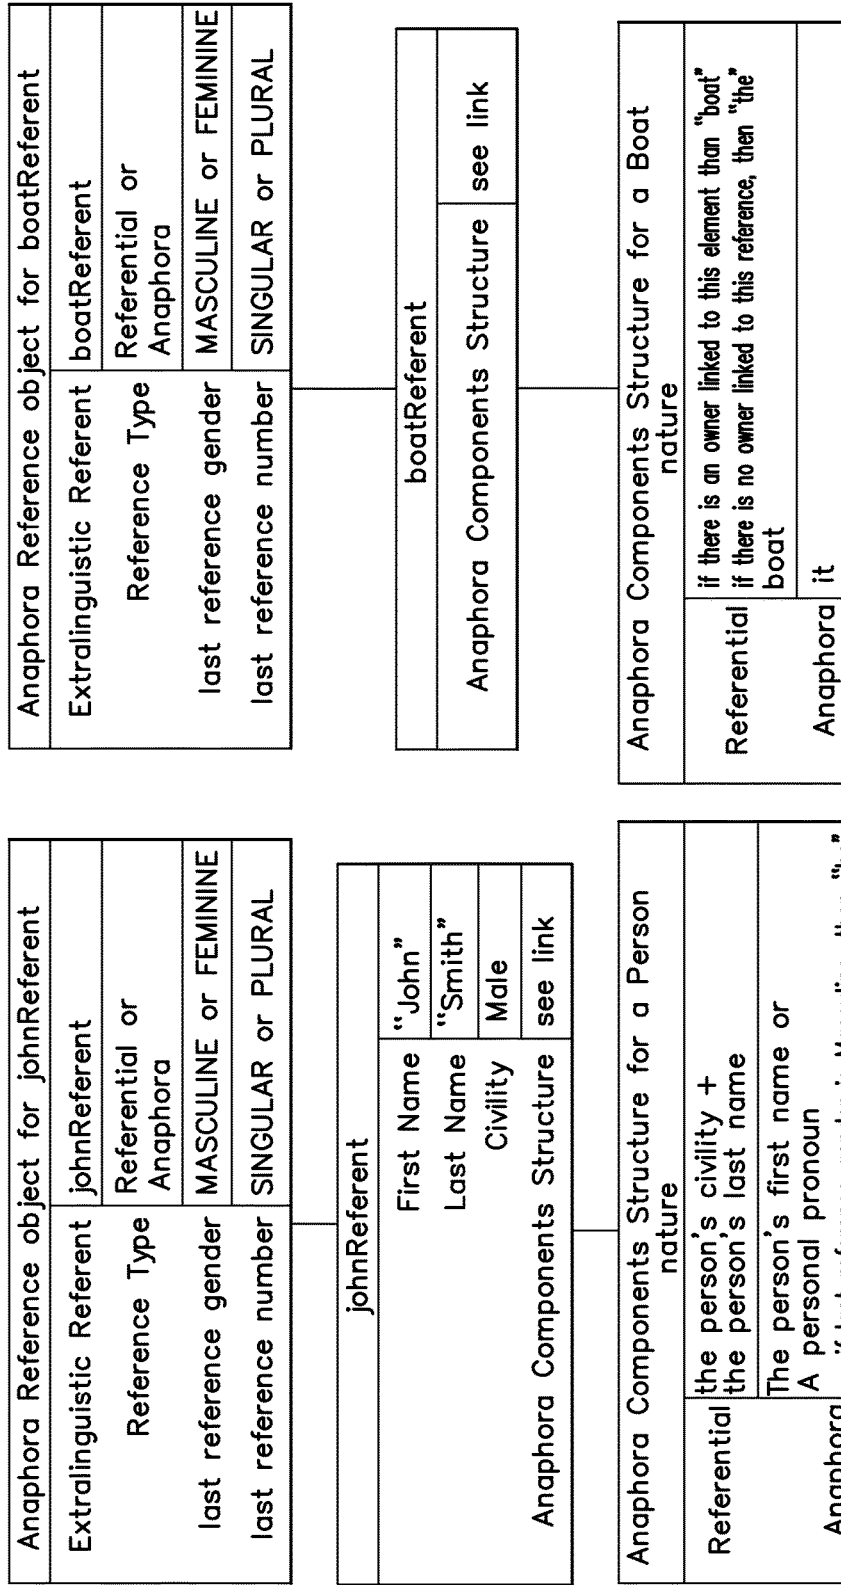 Anaphora Reference object for johnReferent
Extralinguistic Referent johnReferent
Reference Type Referential or
Anaphora
last reference gender MASCULINE or FEMININE
last reference number SINGULAR or PLURAL
johnReferent
First Name "John"
Last Name "Smith"
Civility Male
Anaphora Components Structure see link
Anaphora Components Structure for a Person
nature
Referential the person's civility +
the person's last name
Anaphora The person's first name or
A personal pronoun
Anaphora Reference object for boatReferent
Extralinguistic Referent boatReferent
Reference Type Referential or
Anaphora
last reference gender MASCULINE or FEMININE
last reference number SINGULAR or PLURAL
boatReferent
Anaphora Components Structure see link
Anaphora Components Structure for a Boat
nature
Referential if there is an owner linked to this element than "boat"
if there is no owner linked to this reference, then "the"
boat
Anaphora it